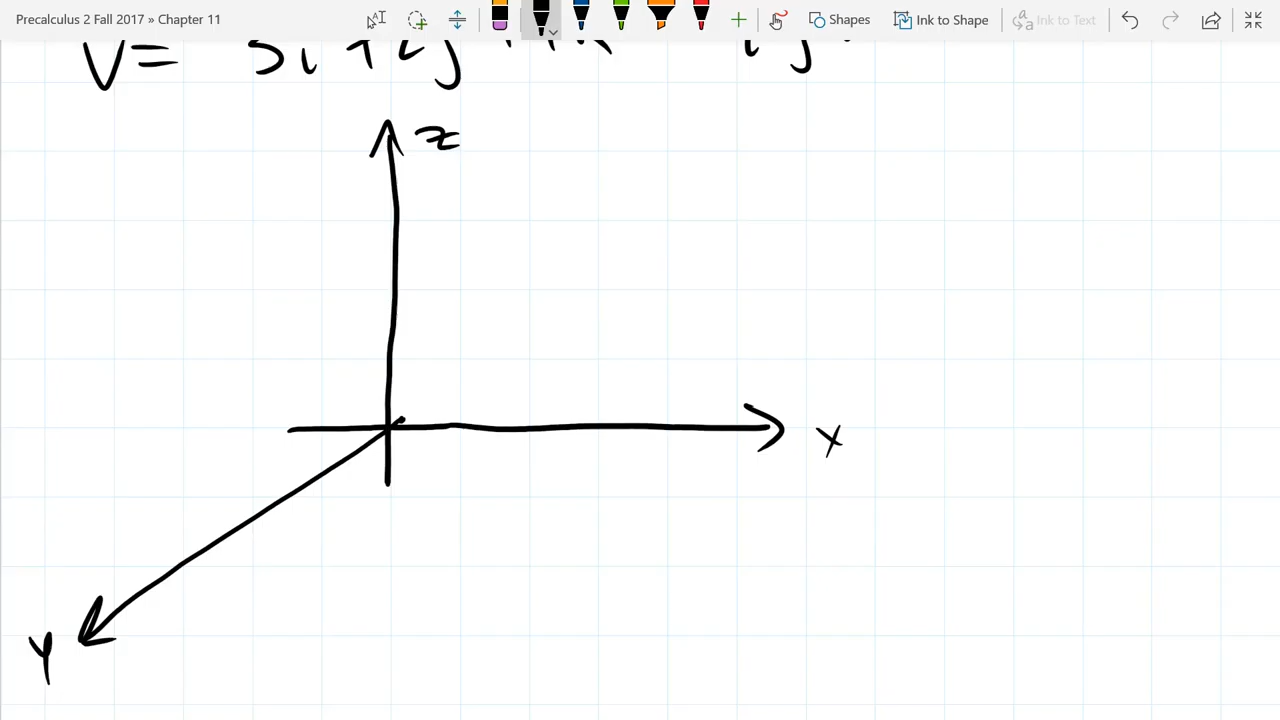 Precalculus 2 Fall 2017 » Chapter 11
Shapes
Ink to Shape
Ink to Text
V=
z
x
y